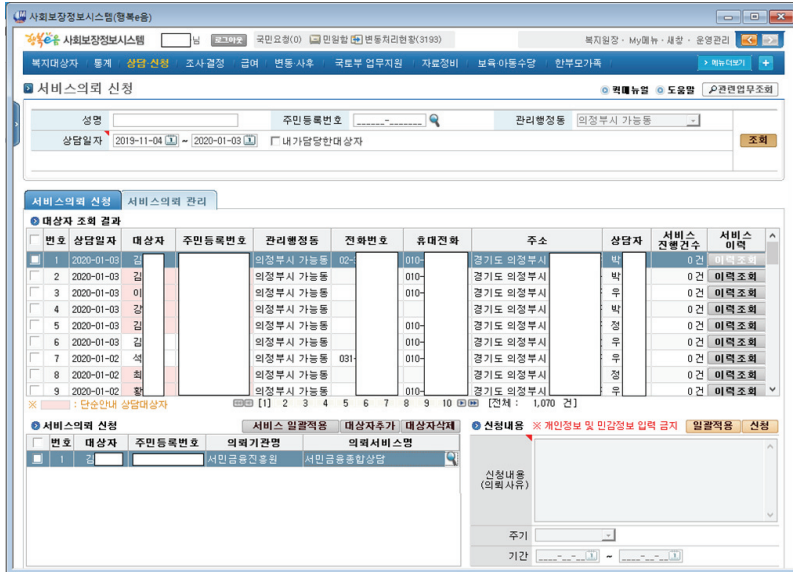 사회보장정보시스템(행복e음)
행복e음 사회보장정보시스템 님 로그아웃 국민요청(0) 민원함 변동처리현황(3193) 복지원장 · My메뉴 · 새창 · 운영관리
복지대상자 통계 상담·신청 조사·결정 급여 변동·사후 국토부 업무지원 자료정비 보육·아동수당 한부모가족 > 메뉴더보기 +
서비스의뢰 신청 퀵메뉴얼 도움말 관련업무조회
성명 주민등록번호 ______-_______ 관리행정동 의정부시 가능동
상담일자 2019-11-04 ~ 2020-01-03 내가담당한대상자 조회
서비스의뢰 신청 서비스의뢰 관리
대상자 조회 결과
번호 상담일자 대상자 주민등록번호 관리행정동 전화번호 휴대전화 주소 상담자 서비스 진행건수 서비스 이력
1 2020-01-03 김 의정부시 가능동 02- 010- 경기도 의정부시 박 0건 이력조회
2 2020-01-03 김 의정부시 가능동 010- 경기도 의정부시 박 0건 이력조회
3 2020-01-03 이 의정부시 가능동 010- 경기도 의정부시 우 0건 이력조회
4 2020-01-03 강 의정부시 가능동 경기도 의정부시 박 0건 이력조회
5 2020-01-03 김 의정부시 가능동 010- 경기도 의정부시 정 0건 이력조회
6 2020-01-03 김 의정부시 가능동 010- 경기도 의정부시 우 0건 이력조회
7 2020-01-02 석 의정부시 가능동 031- 010- 경기도 의정부시 우 0건 이력조회
8 2020-01-02 최 의정부시 가능동 경기도 의정부시 정 0건 이력조회
9 2020-01-02 황 의정부시 가능동 010- 경기도 의정부시 우 0건 이력조회
※ : 단순안내 상담대상자 [1] 2 3 4 5 6 7 8 9 10 [전체 : 1,070 건]
서비스의뢰 신청 서비스 일괄적용 대상자추가 대상자삭제 신청내용 ※ 개인정보 및 민감정보 입력 금지 일괄적용 신청
번호 대상자 주민등록번호 의뢰기관명 의뢰서비스명
1 김 서민금융진흥원 서민금융종합상담
신청내용
(의뢰사유)
주기
기간 ____-__-__ ~ ____-__-__